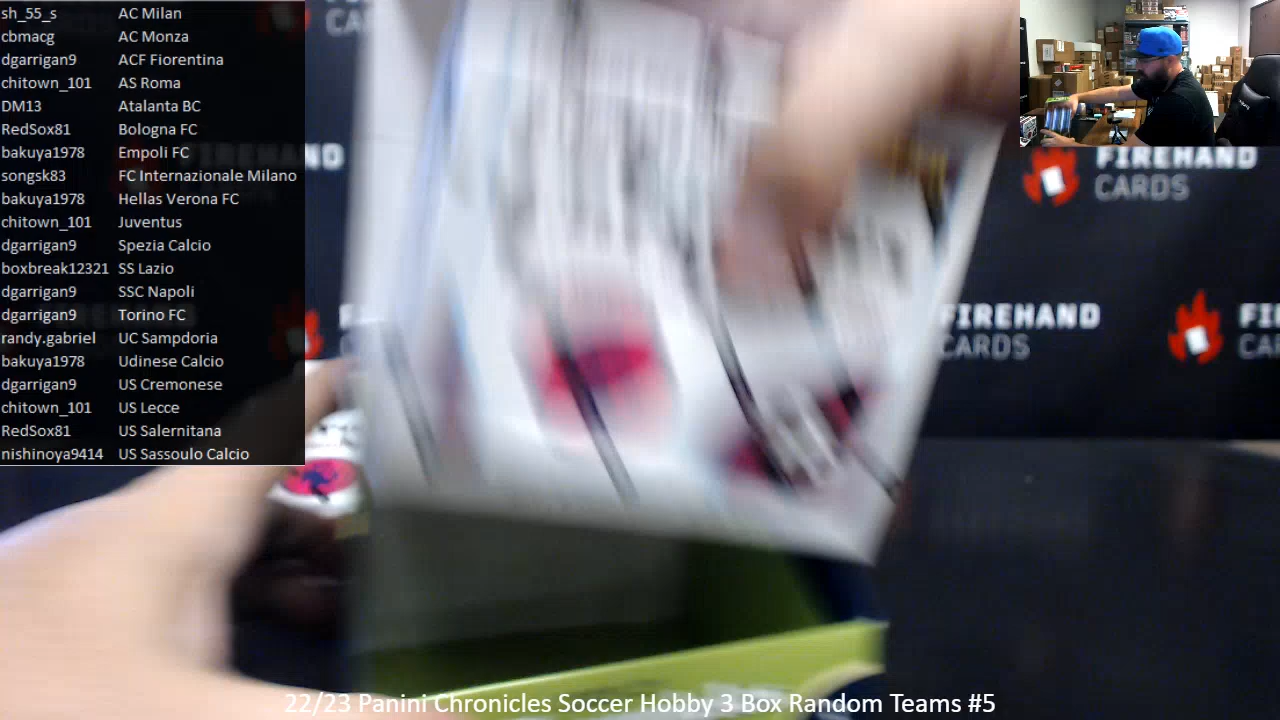 sh_55_s AC Milan
cbmacg AC Monza
dgarrigan9 ACF Fiorentina
chitown_101 AS Roma
DM13 Atalanta BC
RedSox81 Bologna FC
bakuya1978 Empoli FC
songsk83 FC Internazionale Milano
bakuya1978 Hellas Verona FC
chitown_101 Juventus
dgarrigan9 Spezia Calcio
boxbreak12321 SS Lazio
dgarrigan9 SSC Napoli
dgarrigan9 Torino FC
randy.gabriel UC Sampdoria
bakuya1978 Udinese Calcio
dgarrigan9 US Cremonese
chitown_101 US Lecce
RedSox81 US Salernitana
nishinoya9414 US Sassoulo Calcio
FIREHAND
CARDS
FIREHAND
CARDS
22/23 Panini Chronicles Soccer Hobby 3 Box Random Teams #5